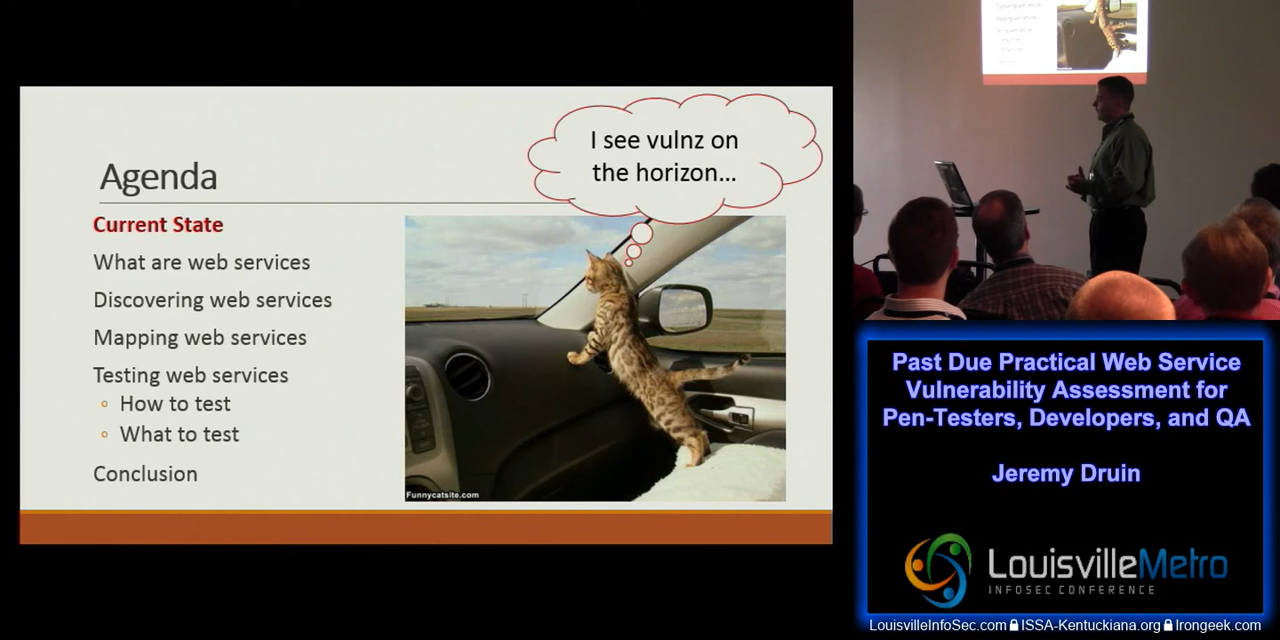 Agenda
I see vulnz on
the horizon...
Current State
What are web services
Discovering web services
Mapping web services
Testing web services
How to test
What to test
Conclusion
Funnycatsite.com
Past Due Practical Web Service
Vulnerability Assessment for
Pen-Testers, Developers, and QA
Jeremy Druin
LouisvilleMetro
INFOSEC CONFERENCE
LouisvilleInfoSec.com ISSA-Kentuckiana.org Irongeek.com